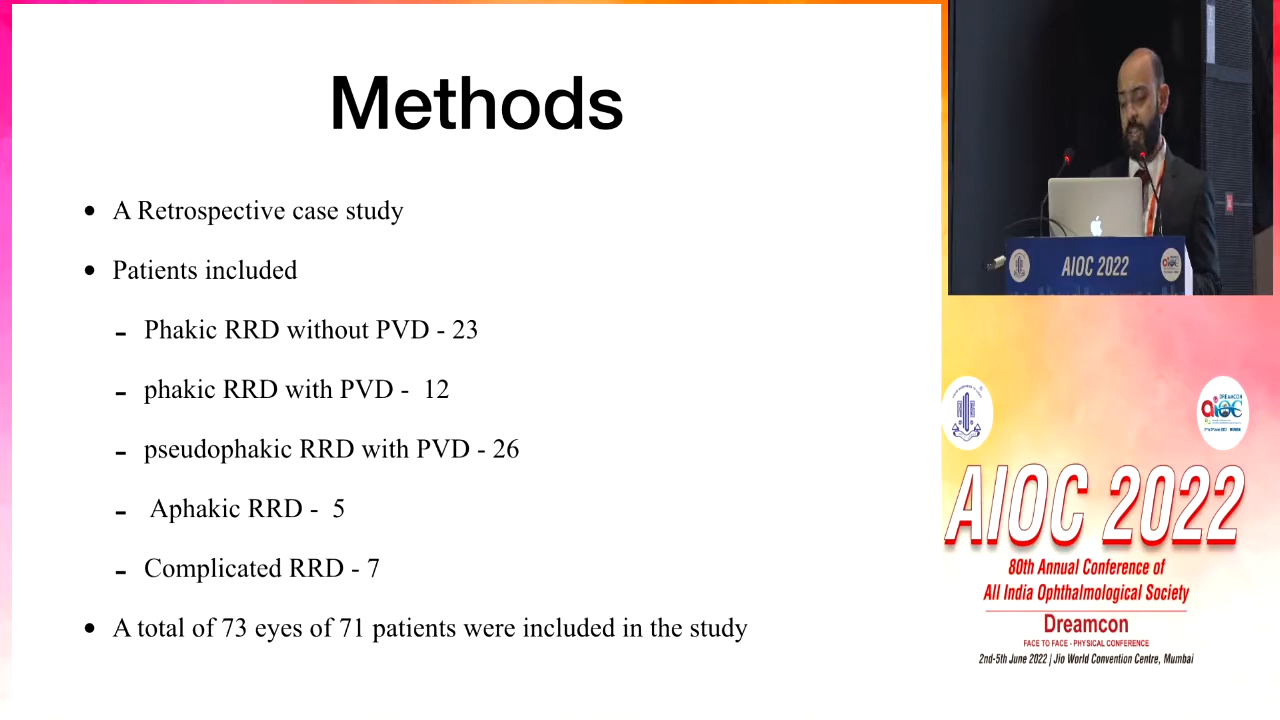 Methods
• A Retrospective case study
• Patients included
- Phakic RRD without PVD - 23
- phakic RRD with PVD - 12
- pseudophakic RRD with PVD - 26
- Aphakic RRD - 5
- Complicated RRD - 7
• A total of 73 eyes of 71 patients were included in the study
AIOC 2022
AIOC 2022
80th Annual Conference of
All India Ophthalmological Society
Dreamcon
FACE TO FACE - PHYSICAL CONFERENCE
2nd-5th June 2022 | Jio World Convention Centre, Mumbai